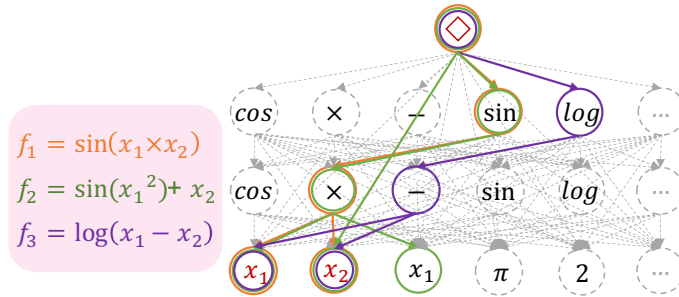 cos × − sin log ...
f₁ = sin(x₁×x₂)
f₂ = sin(x₁²)+ x₂
cos × − sin log ...
f₃ = log(x₁ − x₂)
x₁ x₂ x₁ π 2 ...